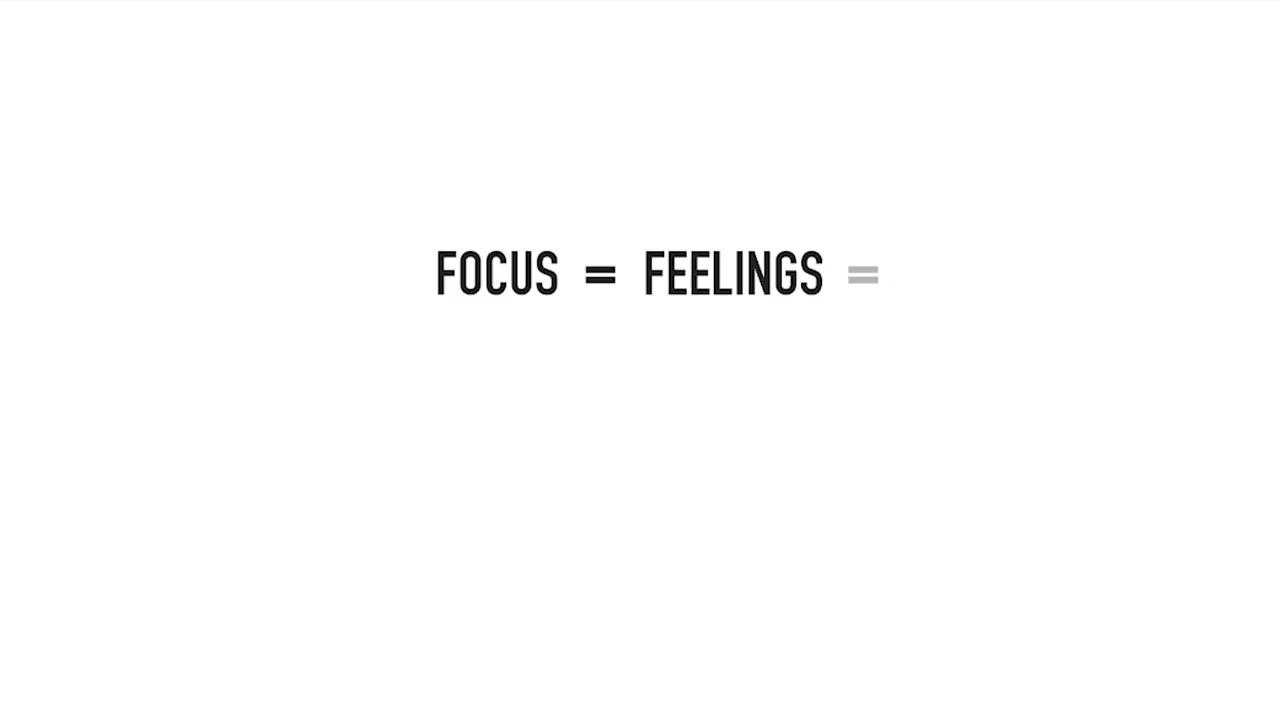 FOCUS = FEELINGS =